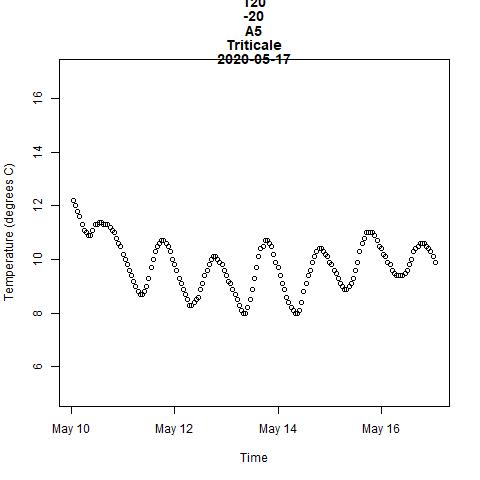 120
-20
A5
Triticale
2020-05-17
Temperature (degrees C)
16
14
12
10
8
6
May 10
May 12
May 14
May 16
Time